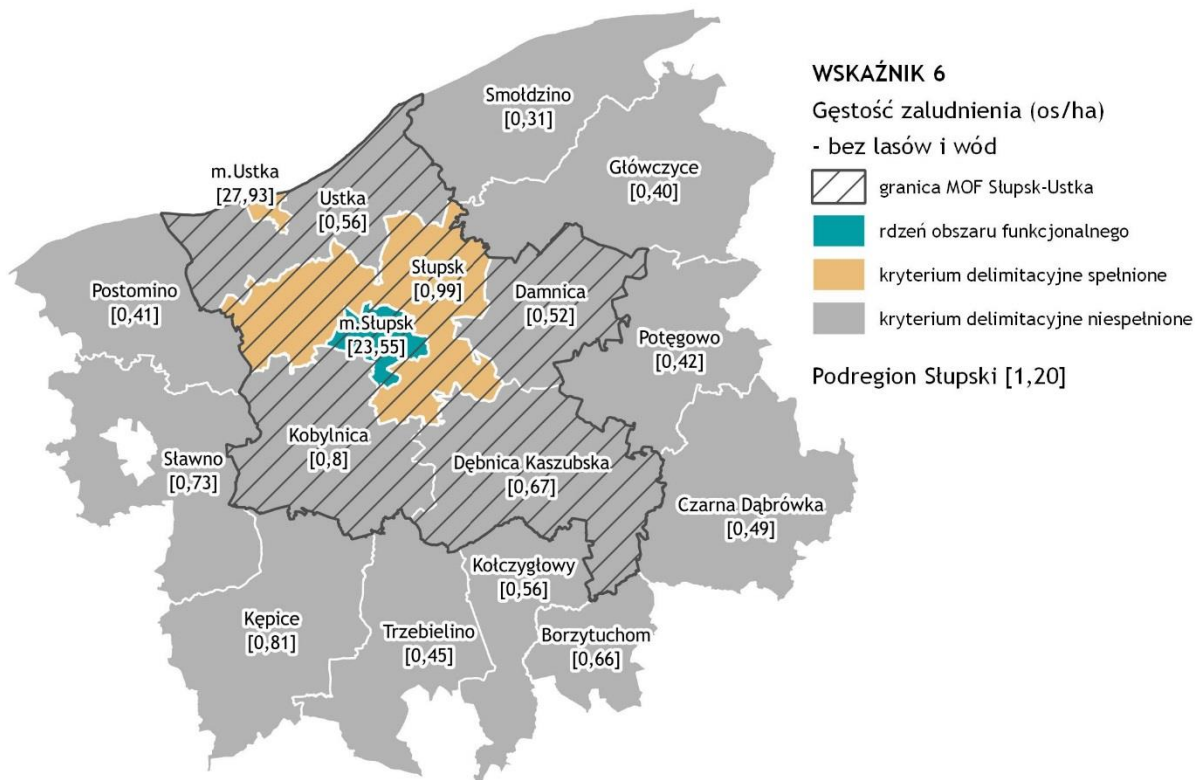 Smołdzino
[0,31]
Główczyce
[0,40]
m.Ustka
[27,93]
Ustka
[0,56]
Słupsk
[0,99]
Damnica
[0,52]
Postomino
[0,41]
m.Słupsk
[23,55]
Potęgowo
[0,42]
Kobylnica
[0,8]
Dębnica Kaszubska
[0,67]
Sławno
[0,73]
Czarna Dąbrówka
[0,49]
Kołczygłowy
[0,56]
Kępice
[0,81]
Trzebielino
[0,45]
Borzytuchom
[0,66]
WSKAŹNIK 6
Gęstość zaludnienia (os/ha)
- bez lasów i wód
granica MOF Słupsk-Ustka
rdzeń obszaru funkcjonalnego
kryterium delimitacyjne spełnione
kryterium delimitacyjne niespełnione
Podregion Słupski [1,20]